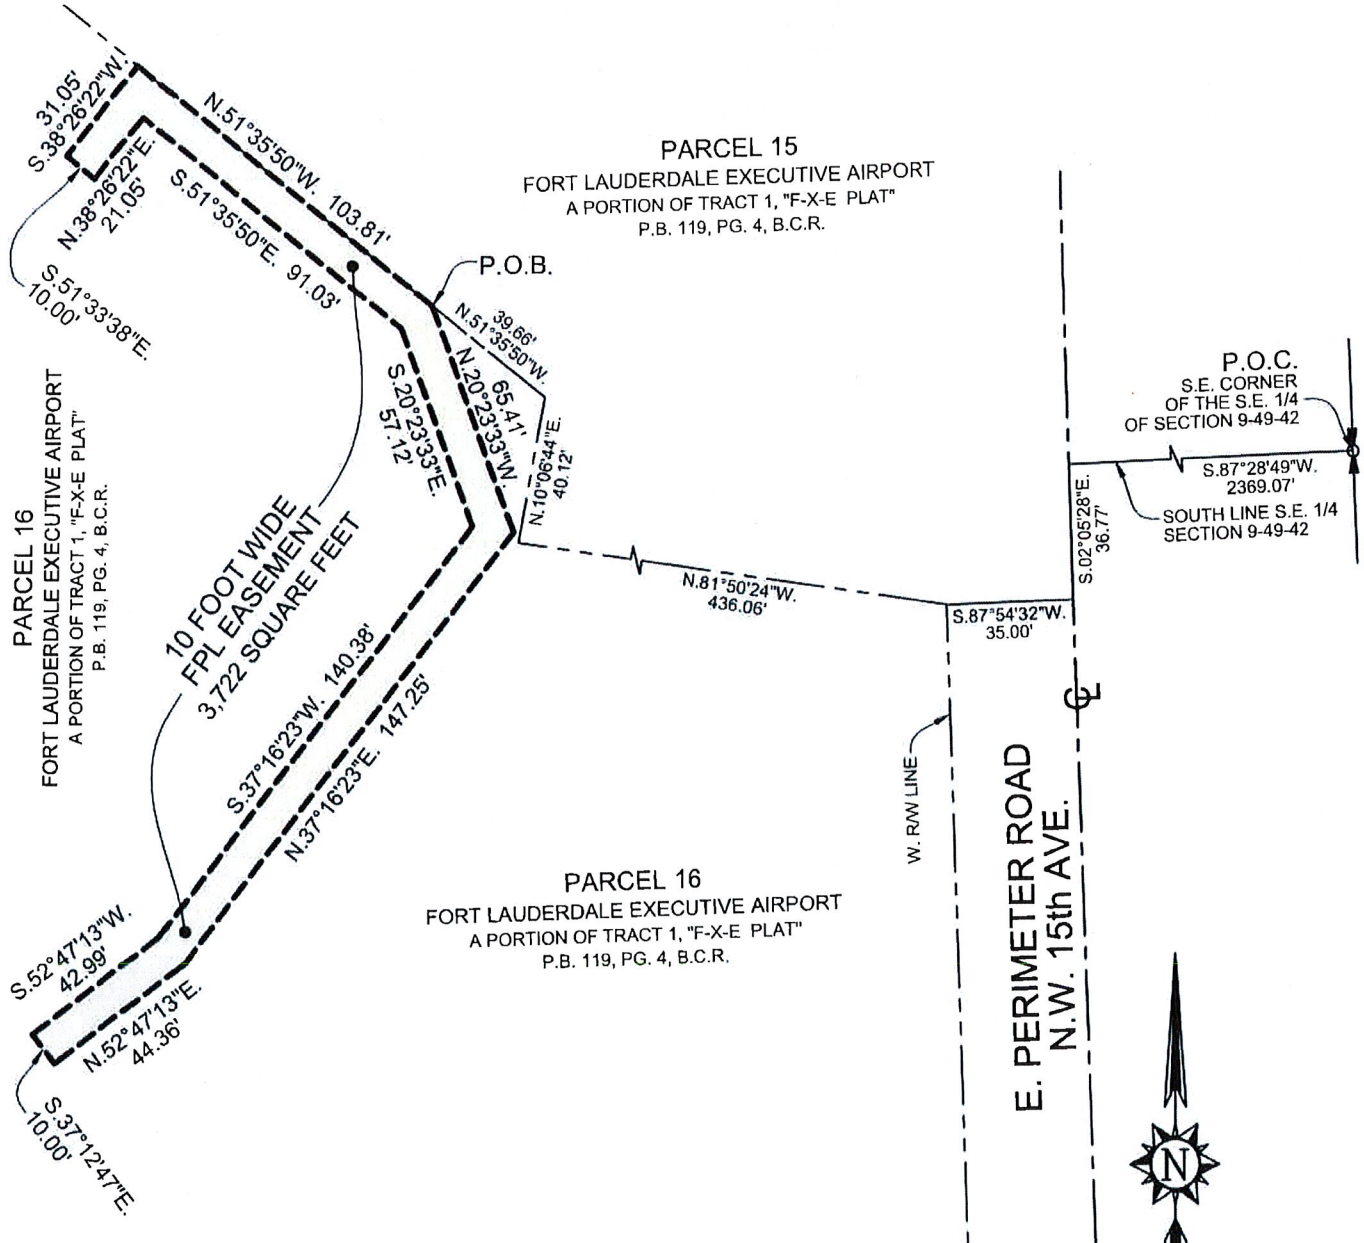 31.05'
S.38°26'22"W.
N.51°35'50"W. 103.81'
N.38°26'22"E.
21.05'
S.51°35'50"E. 91.03'
S.51°33'38"E.
10.00'
PARCEL 15
FORT LAUDERDALE EXECUTIVE AIRPORT
A PORTION OF TRACT 1, "F-X-E PLAT"
P.B. 119, PG. 4, B.C.R.
P.O.B.
39.66'
N.51°35'50"W.
65.41'
N.20°23'33"W.
S.20°23'33"E.
57.12'
N.10°06'44"E.
40.12'
P.O.C.
S.E. CORNER
OF THE S.E. 1/4
OF SECTION 9-49-42
S.87°28'49"W.
2369.07'
SOUTH LINE S.E. 1/4
SECTION 9-49-42
S.02°05'28"E.
36.77'
N.81°50'24"W.
436.06'
S.87°54'32"W.
35.00'
PARCEL 16
FORT LAUDERDALE EXECUTIVE AIRPORT
A PORTION OF TRACT 1, "F-X-E PLAT"
P.B. 119, PG. 4, B.C.R.
10 FOOT WIDE
FPL EASEMENT
3,722 SQUARE FEET
S.37°16'23"W. 140.38'
N.37°16'23"E. 147.25'
℄
W. R/W LINE
E. PERIMETER ROAD
N.W. 15th AVE.
PARCEL 16
FORT LAUDERDALE EXECUTIVE AIRPORT
A PORTION OF TRACT 1, "F-X-E PLAT"
P.B. 119, PG. 4, B.C.R.
S.52°47'13"W.
42.99'
N.52°47'13"E.
44.36'
S.37°12'47"E.
10.00'
N